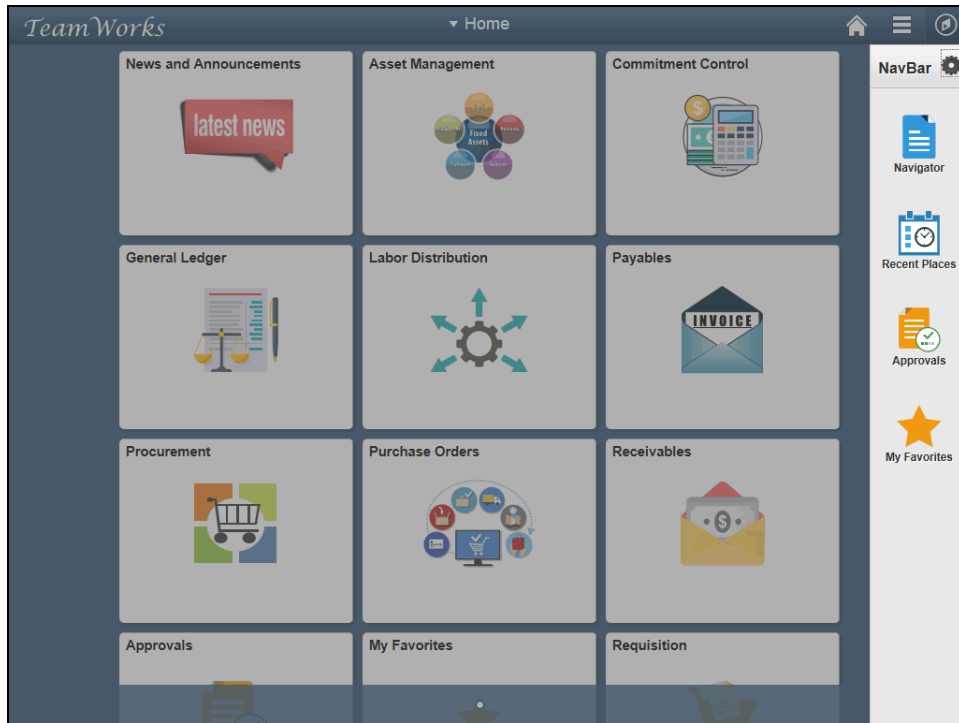 TeamWorks
Home
NavBar
News and Announcements
Asset Management
Commitment Control
latest news
Fixed
Assets
Navigator
Recent Places
General Ledger
Labor Distribution
Payables
INVOICE
Approvals
Procurement
Purchase Orders
Receivables
$
My Favorites
Approvals
My Favorites
Requisition